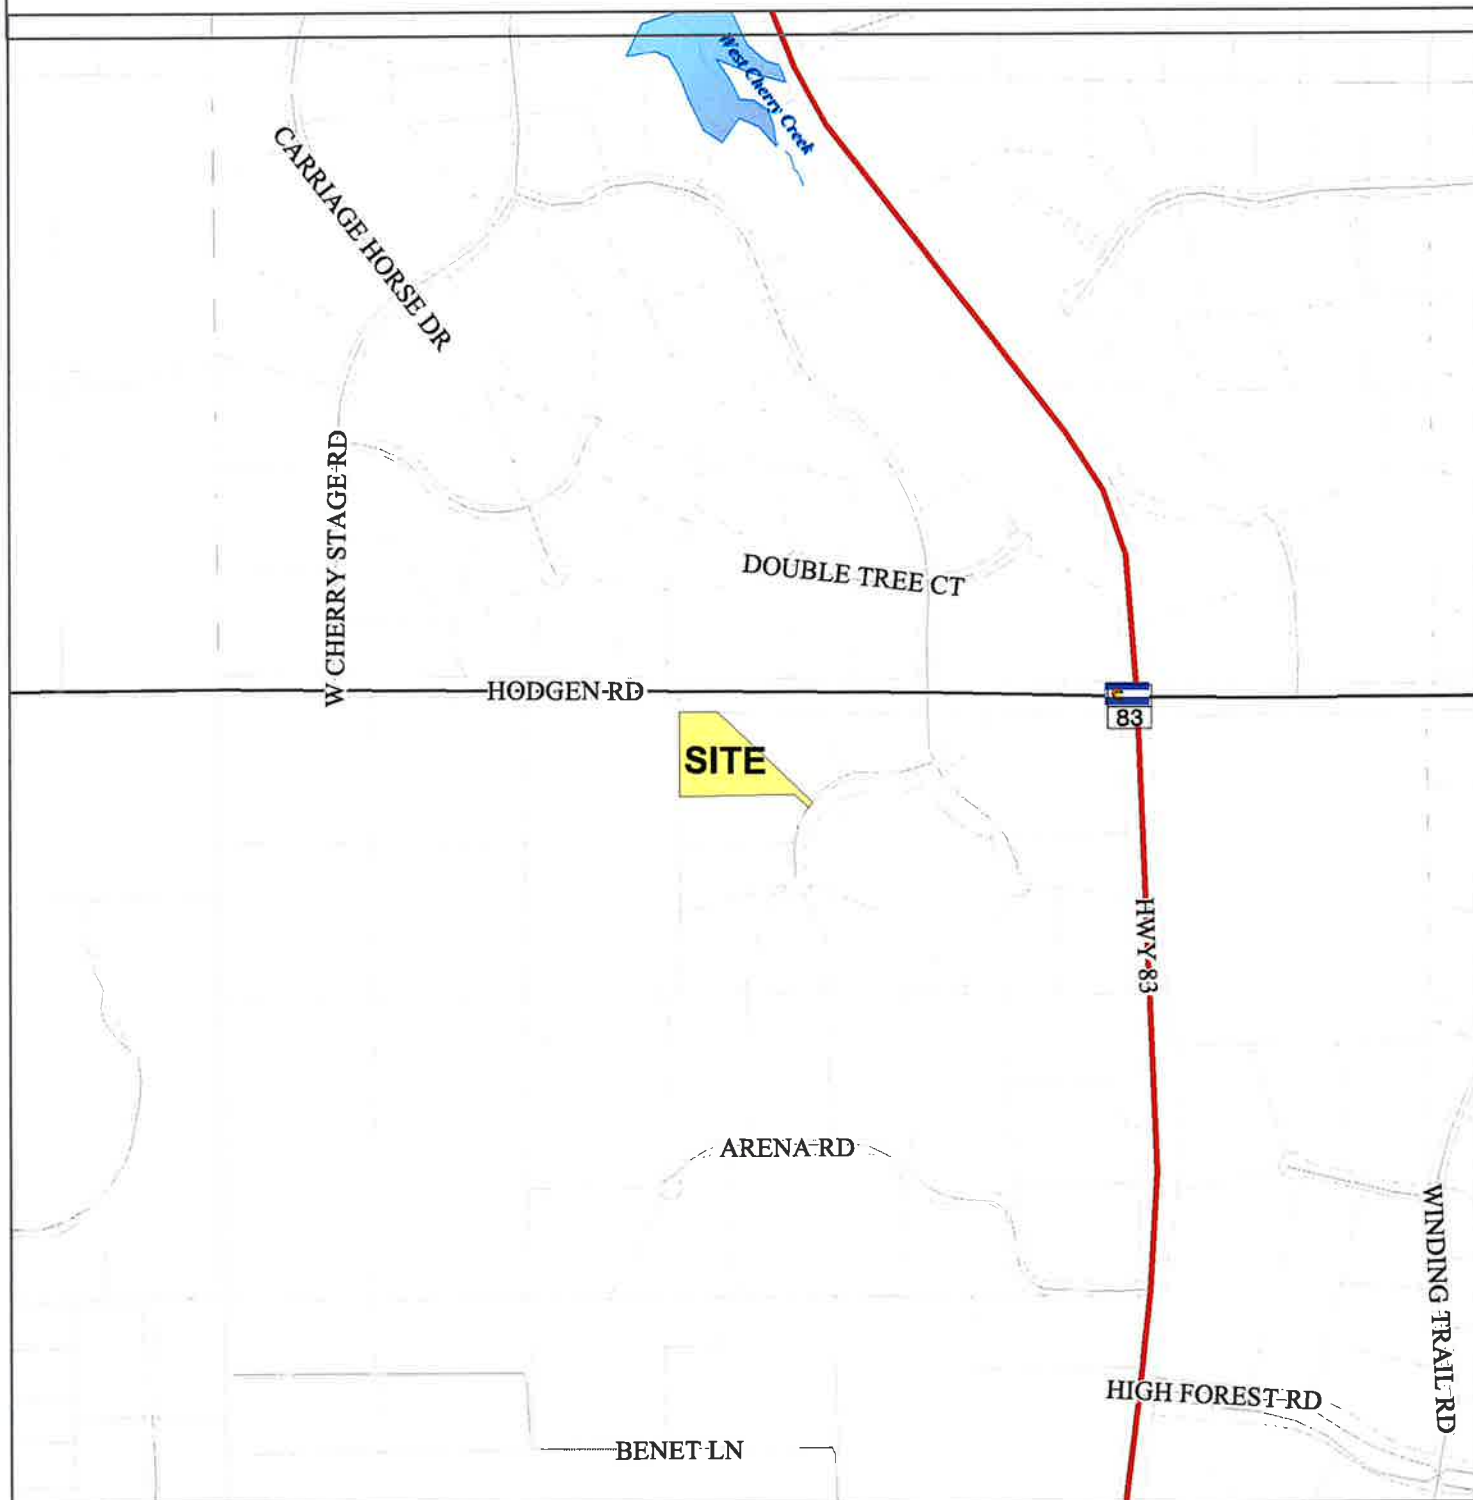 West Cherry Creek
CARRIAGE HORSE DR
W CHERRY STAGE RD
DOUBLE TREE CT
HODGEN RD
83
SITE
HWY 83
ARENA RD
WINDING TRAIL RD
HIGH FOREST RD
BENET LN